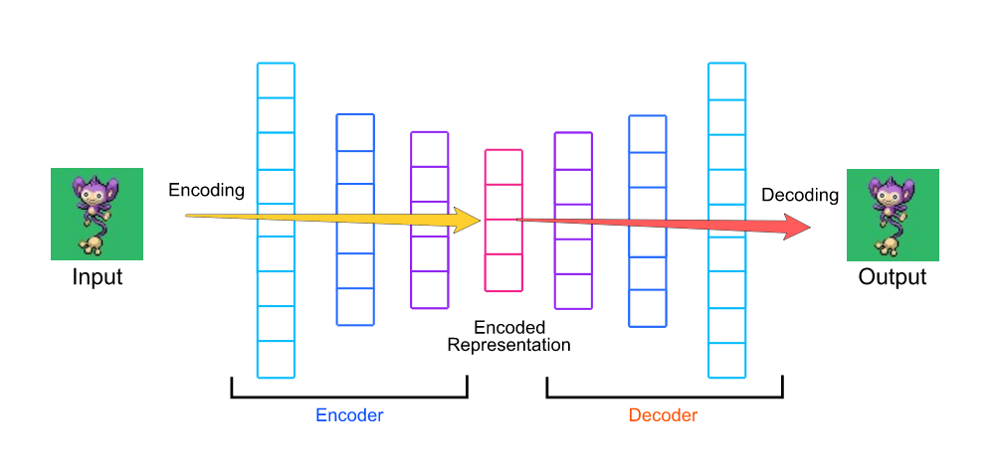 Encoding
Decoding
Input
Output
Encoded
Representation
Encoder
Decoder